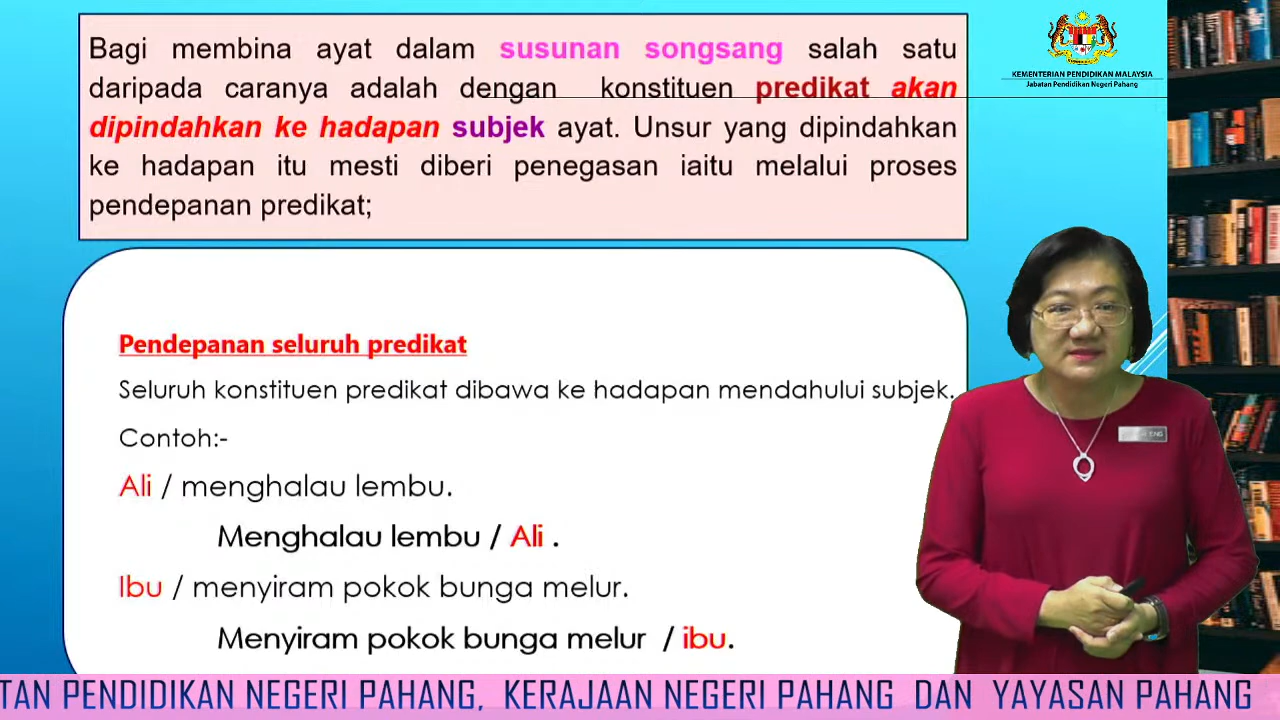 Bagi membina ayat dalam susunan songsang salah satu
daripada caranya adalah dengan konstituen predikat akan
dipindahkan ke hadapan subjek ayat. Unsur yang dipindahkan
ke hadapan itu mesti diberi penegasan iaitu melalui proses
pendepanan predikat;
KEMENTERIAN PENDIDIKAN MALAYSIA
Jabatan Pendidikan Negeri Pahang
Pendepanan seluruh predikat
Seluruh konstituen predikat dibawa ke hadapan mendahului subjek.
Contoh:-
Ali / menghalau lembu.
Menghalau lembu / Ali .
Ibu / menyiram pokok bunga melur.
Menyiram pokok bunga melur / ibu.
ENG
TAN PENDIDIKAN NEGERI PAHANG, KERAJAAN NEGERI PAHANG DAN YAYASAN PAHANG